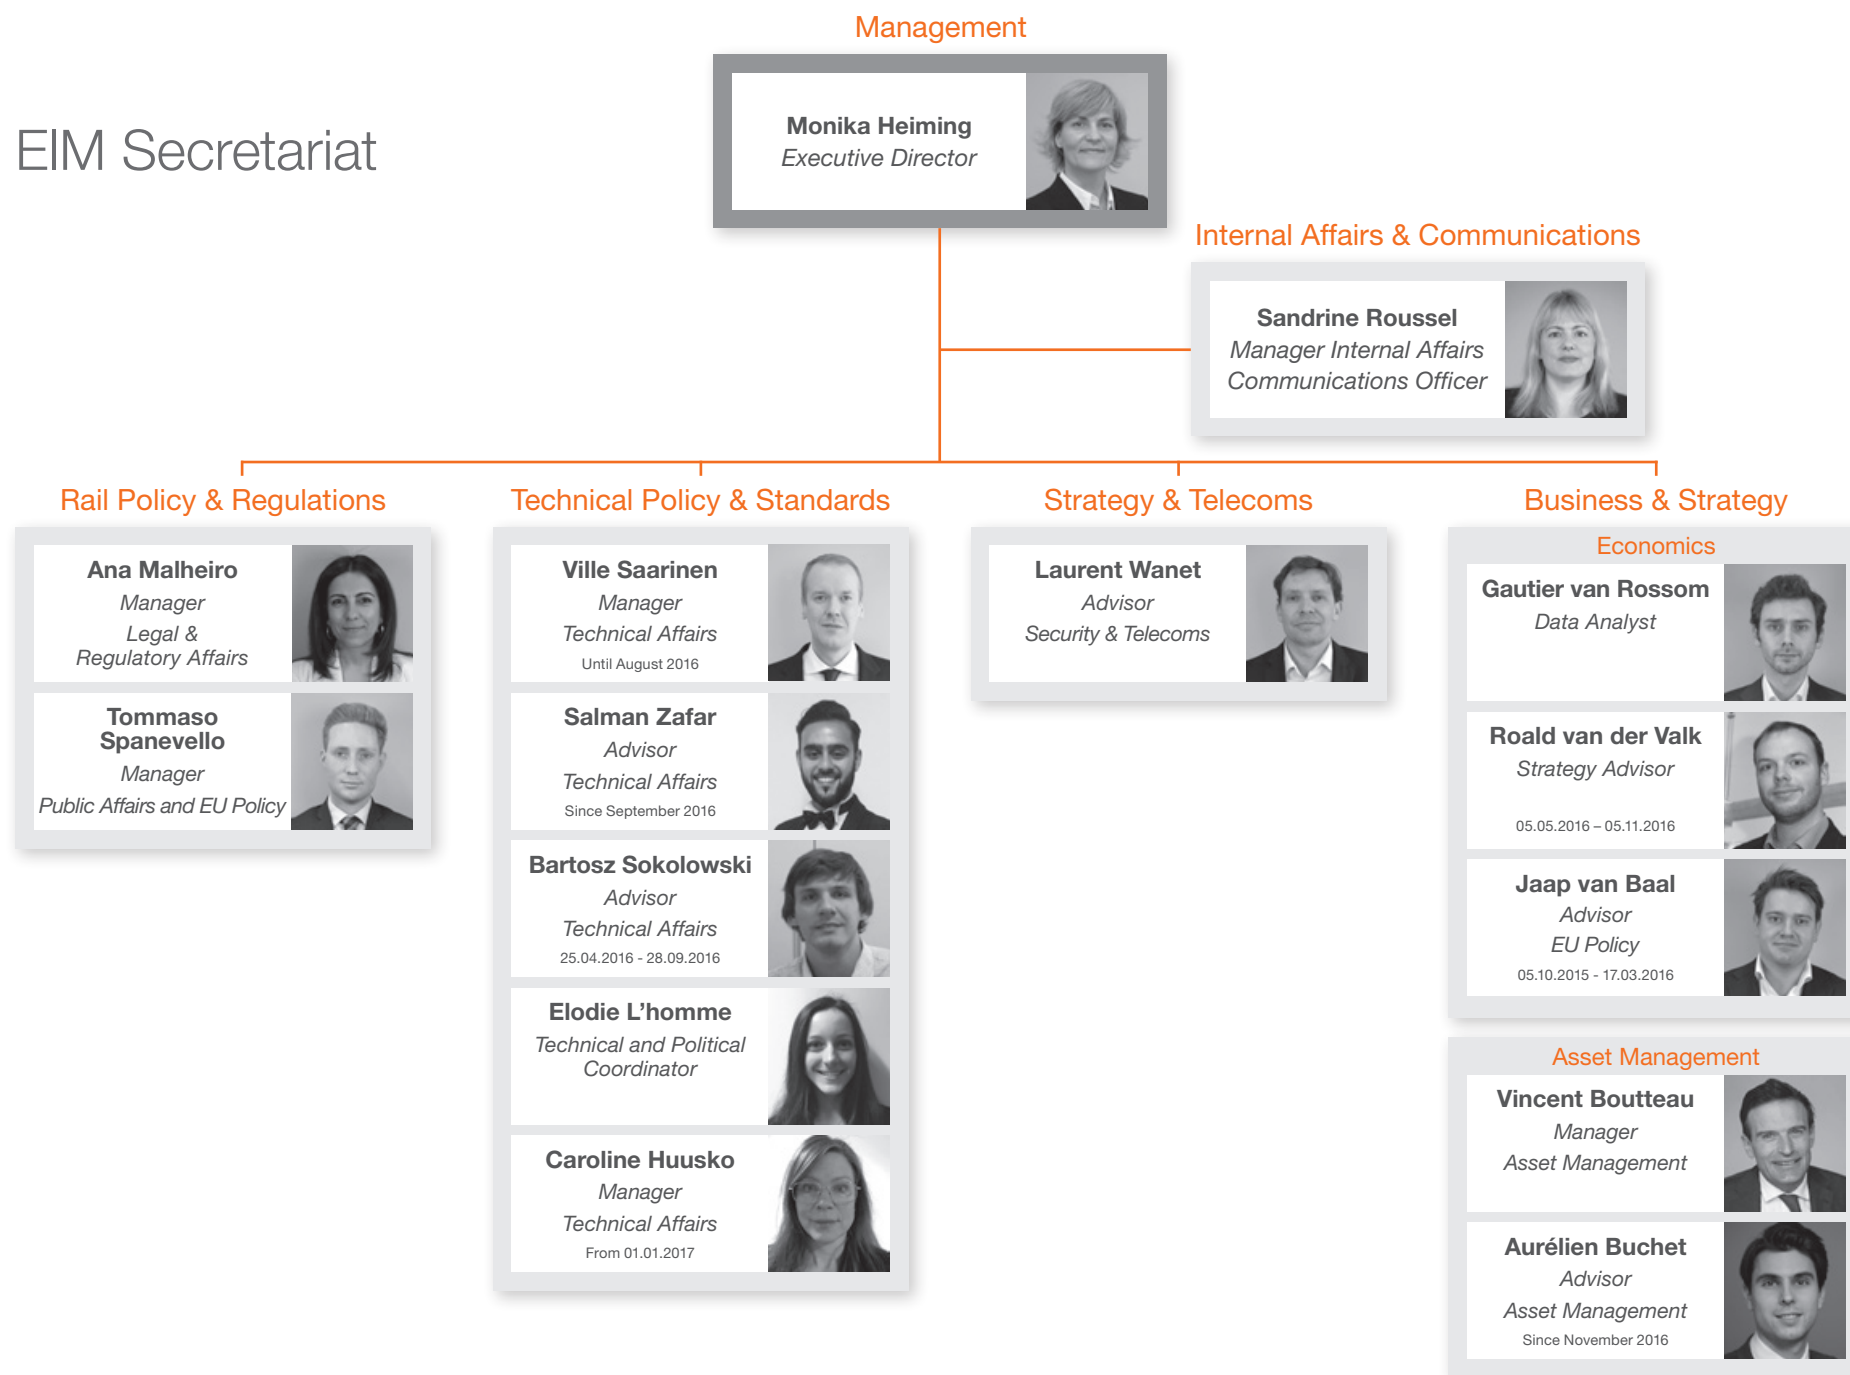 Management
Monika Heiming
Executive Director
EIM Secretariat
Internal Affairs & Communications
Sandrine Roussel
Manager Internal Affairs
Communications Officer
Rail Policy & Regulations
Ana Malheiro
Manager
Legal &
Regulatory Affairs
Tommaso
Spanevello
Manager
Public Affairs and EU Policy
Technical Policy & Standards
Ville Saarinen
Manager
Technical Affairs
Until August 2016
Salman Zafar
Advisor
Technical Affairs
Since September 2016
Bartosz Sokolowski
Advisor
Technical Affairs
25.04.2016 - 28.09.2016
Elodie L’homme
Technical and Political
Coordinator
Caroline Huusko
Manager
Technical Affairs
From 01.01.2017
Strategy & Telecoms
Laurent Wanet
Advisor
Security & Telecoms
Business & Strategy
Economics
Gautier van Rossom
Data Analyst
Roald van der Valk
Strategy Advisor
05.05.2016 – 05.11.2016
Jaap van Baal
Advisor
EU Policy
05.10.2015 - 17.03.2016
Asset Management
Vincent Boutteau
Manager
Asset Management
Aurélien Buchet
Advisor
Asset Management
Since November 2016